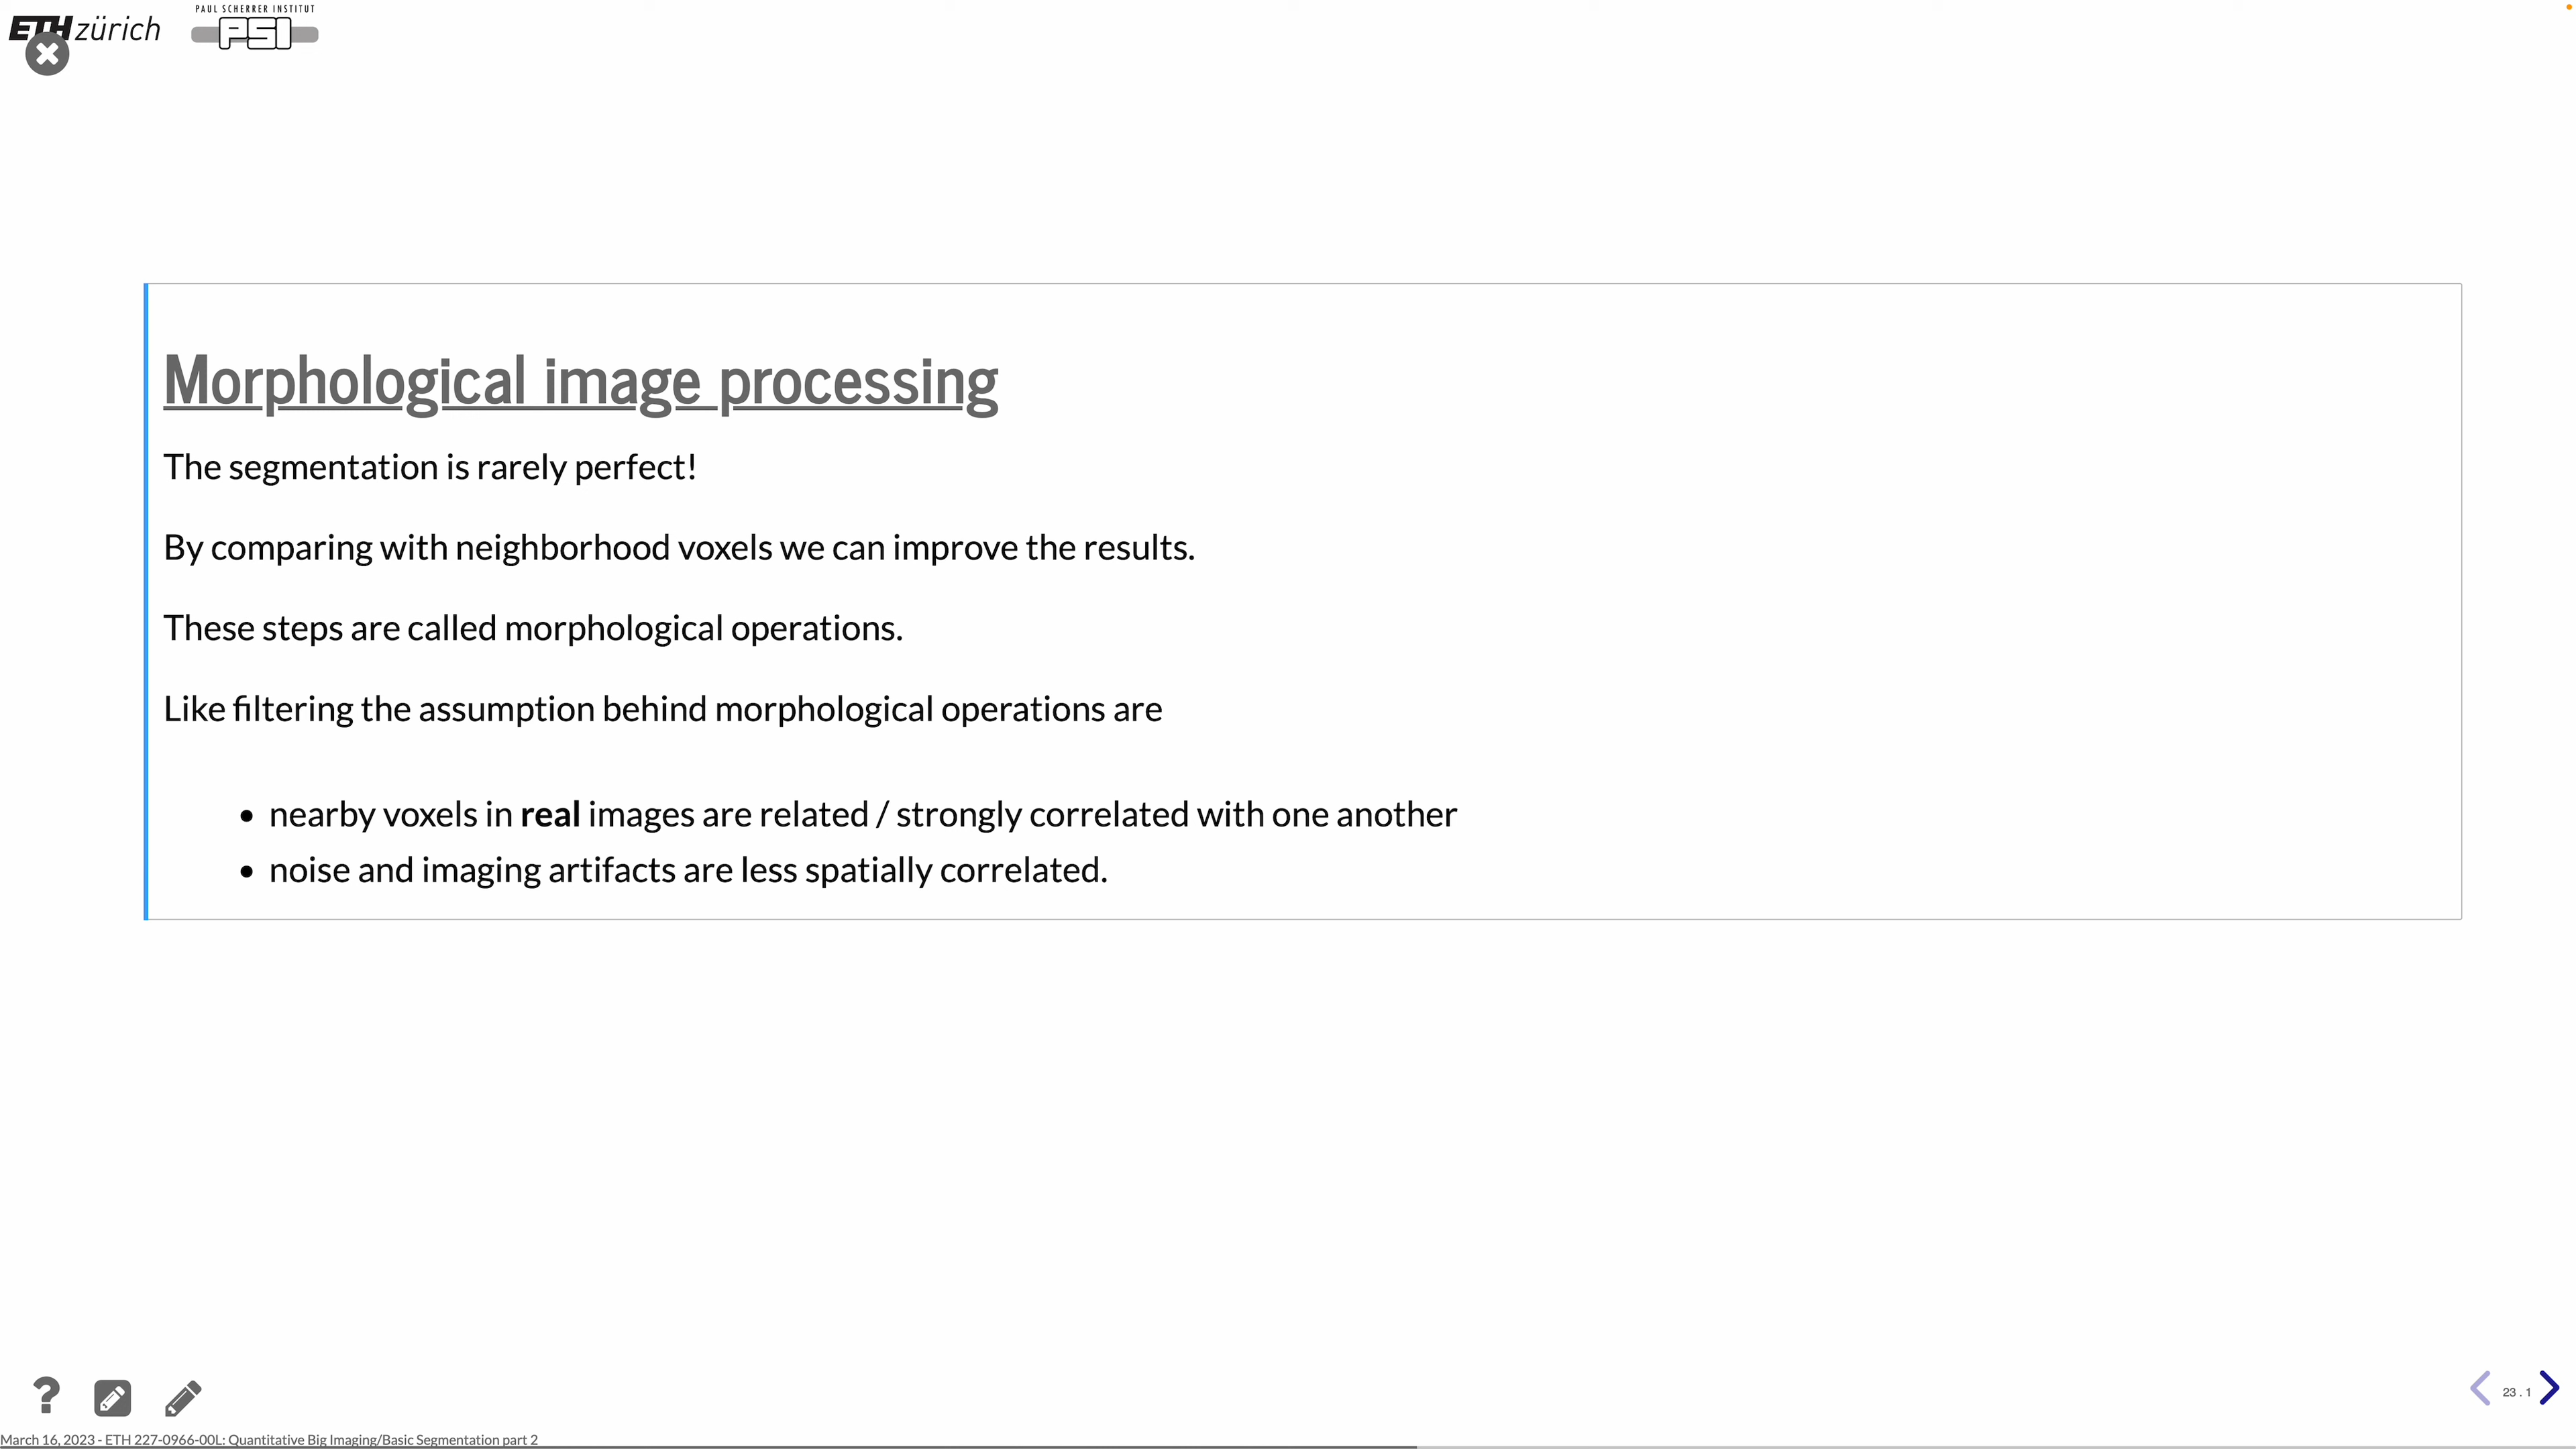 ETH zürich
PAUL SCHERRER INSTITUT
PSI
Morphological image processing
The segmentation is rarely perfect!
By comparing with neighborhood voxels we can improve the results.
These steps are called morphological operations.
Like filtering the assumption behind morphological operations are
• nearby voxels in real images are related / strongly correlated with one another
• noise and imaging artifacts are less spatially correlated.
?
23 . 1
March 16, 2023 - ETH 227-0966-00L: Quantitative Big Imaging/Basic Segmentation part 2